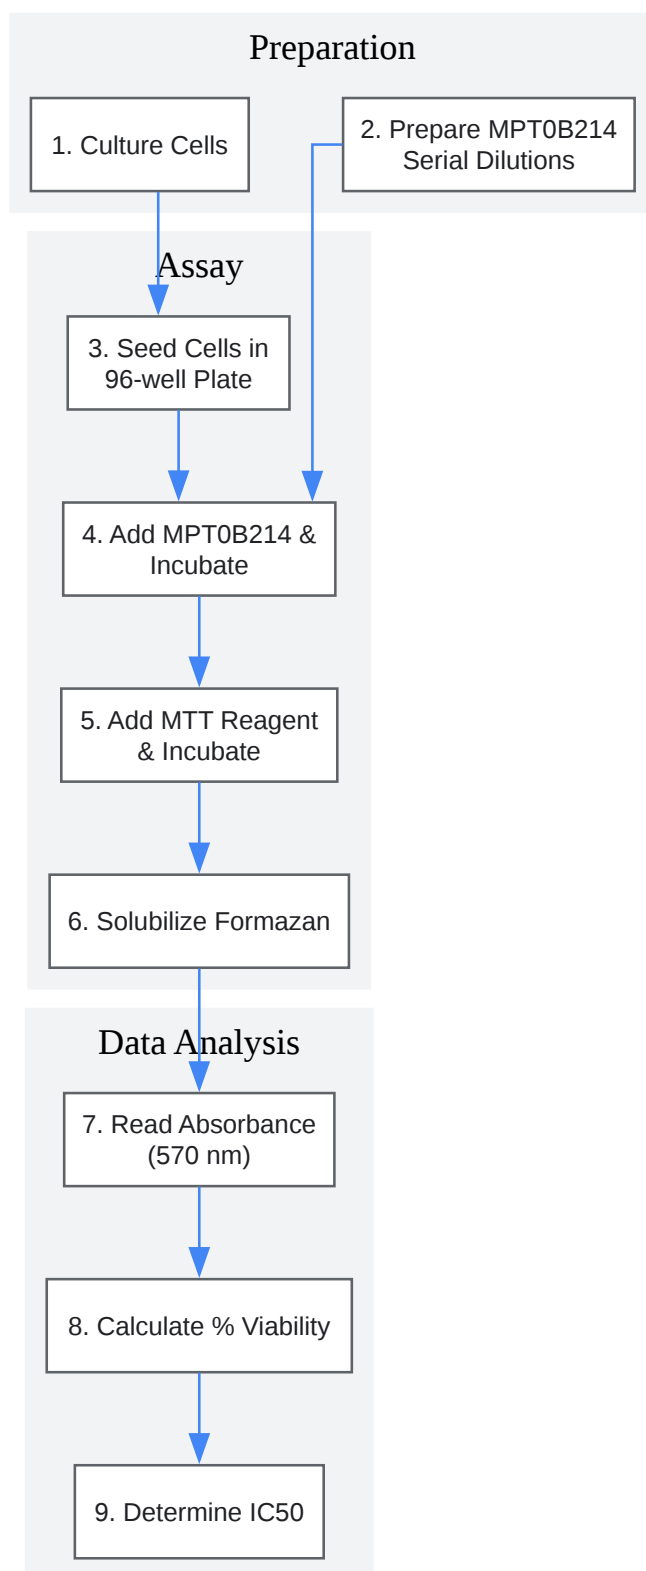 Preparation
1. Culture Cells
2. Prepare MPT0B214
Serial Dilutions
Assay
3. Seed Cells in
96-well Plate
4. Add MPT0B214 &
Incubate
5. Add MTT Reagent
& Incubate
6. Solubilize Formazan
Data Analysis
7. Read Absorbance
(570 nm)
8. Calculate % Viability
9. Determine IC50